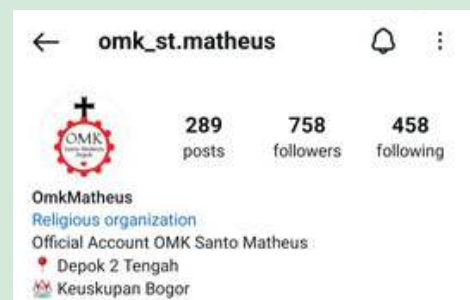 omk_st.matheus
OMK
289 758 458
posts followers following
OmkMatheus
Religious organization
Official Account OMK Santo Matheus
Depok 2 Tengah
Keuskupan Bogor